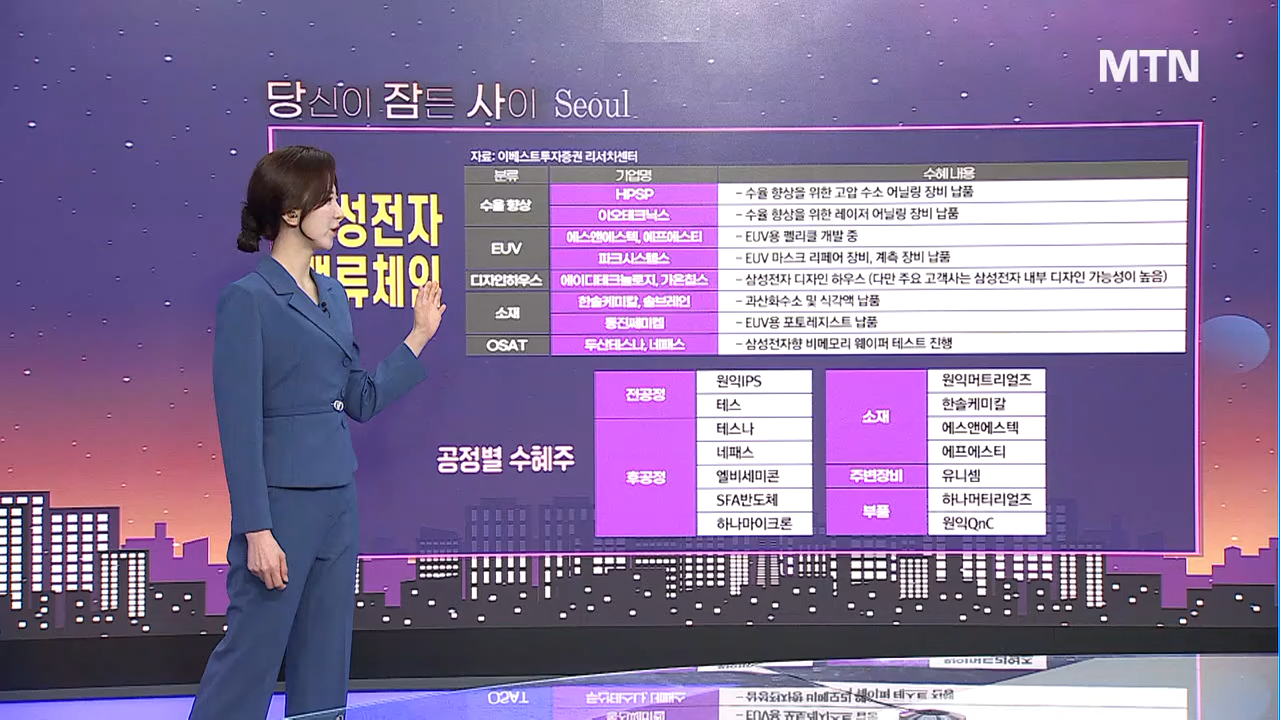 MTN
당신이 잠든 사이 Seoul
성전자
밸류체인
자료: 이베스트투자증권 리서치센터
분류 기업명 수혜 내용
수율 향상 HPSP - 수율 향상을 위한 고압 수소 어닐링 장비 납품
이오테크닉스 - 수율 향상을 위한 레이저 어닐링 장비 납품
EUV 에스앤에스텍, 에프에스티 - EUV용 펠리클 개발 중
파크시스템스 - EUV 마스크 리페어 장비, 계측 장비 납품
디자인하우스 에이디테크놀로지, 가온칩스 - 삼성전자 디자인 하우스 (다만 주요 고객사는 삼성전자 내부 디자인 가능성이 높음)
소재 한솔케미칼, 솔브레인 - 과산화수소 및 식각액 납품
동진쎄미켐 - EUV용 포토레지스트 납품
OSAT 두산테스나, 네패스 - 삼성전자향 비메모리 웨이퍼 테스트 진행
공정별 수혜주
전공정 원익IPS
테스
후공정 테스나
네패스
엘비세미콘
SFA반도체
하나마이크론
소재 원익머트리얼즈
한솔케미칼
에스앤에스텍
에프에스티
주변장비 유니셈
부품 하나머티리얼즈
원익QnC